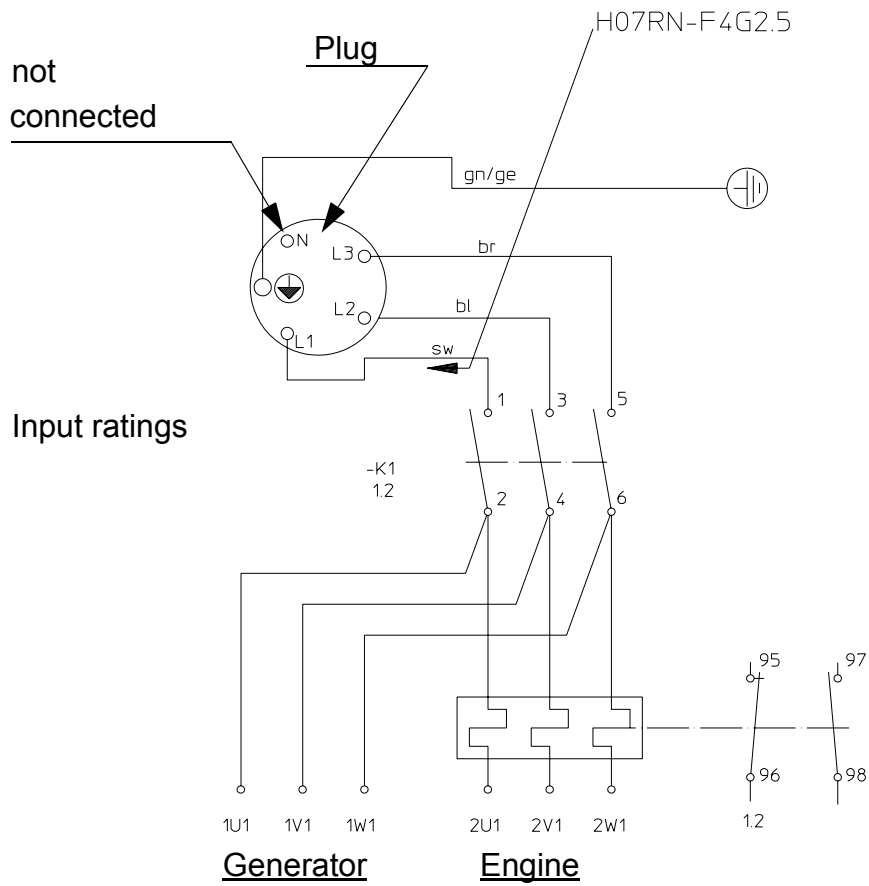 H07RN-F4G2.5
Plug
not
connected
gn/ge
N
L3
br
L2
bl
L1
sw
1
3
5
Input ratings
-K1
1.2
2
4
6
95
97
96
98
1U1
1V1
1W1
2U1
2V1
2W1
1.2
Generator
Engine